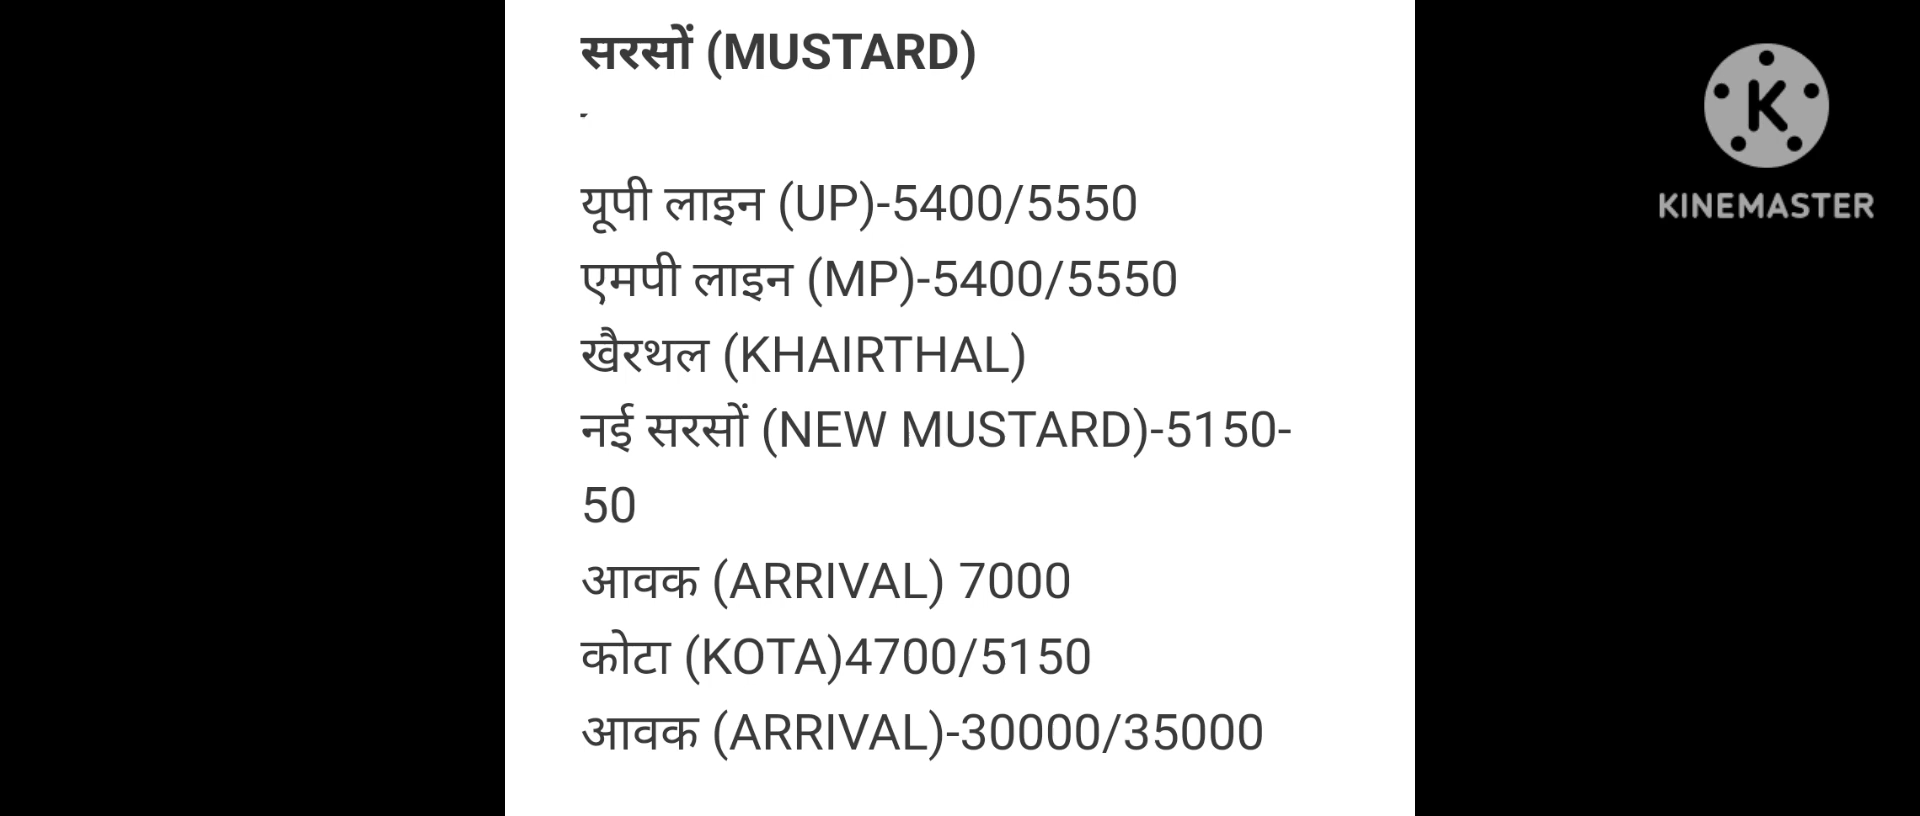 सरसों (MUSTARD)
यूपी लाइन (UP)-5400/5550
एमपी लाइन (MP)-5400/5550
खैरथल (KHAIRTHAL)
नई सरसों (NEW MUSTARD)-5150-
50
आवक (ARRIVAL) 7000
कोटा (KOTA)4700/5150
आवक (ARRIVAL)-30000/35000
K
KINEMASTER